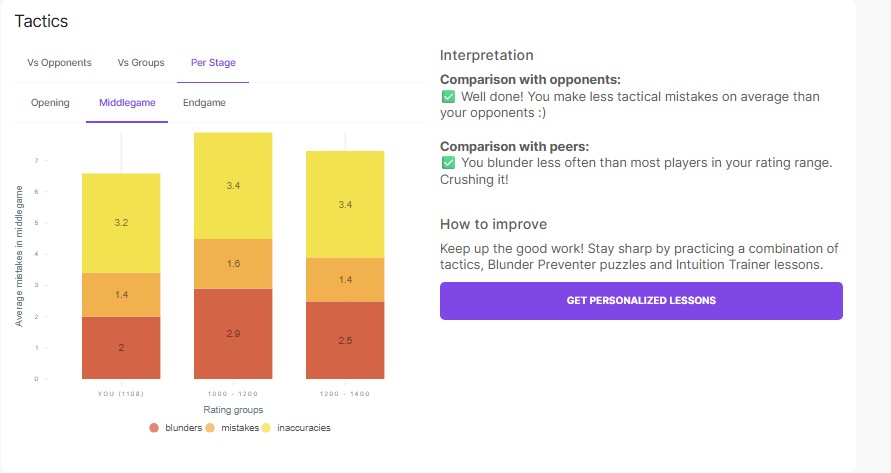 Tactics
Vs Opponents Vs Groups Per Stage
Opening Middlegame Endgame
Average mistakes in middlegame
7
6
5
4
3
2
1
0
3.2
1.4
2
3.4
1.6
2.9
3.4
1.4
2.5
YOU (1108) 1000 - 1200 1200 - 1400
Rating groups
blunders mistakes inaccuracies
Interpretation
Comparison with opponents:
✅ Well done! You make less tactical mistakes on average than
your opponents :)
Comparison with peers:
✅ You blunder less often than most players in your rating range.
Crushing it!
How to improve
Keep up the good work! Stay sharp by practicing a combination of
tactics, Blunder Preventer puzzles and Intuition Trainer lessons.
GET PERSONALIZED LESSONS